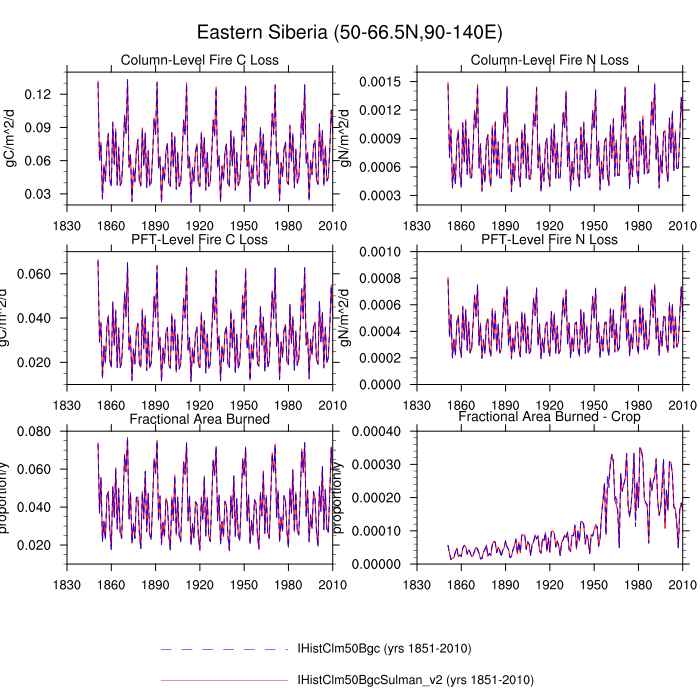 Eastern Siberia (50-66.5N,90-140E)
Column-Level Fire C Loss
Column-Level Fire N Loss
gC/m^2/d
0.12
0.09
0.06
0.03
1830 1860 1890 1920 1950 1980 2010
gN/m^2/d
0.0015
0.0012
0.0009
0.0006
0.0003
1830 1860 1890 1920 1950 1980 2010
PFT-Level Fire C Loss
PFT-Level Fire N Loss
gC/m^2/d
0.060
0.040
0.020
1830 1860 1890 1920 1950 1980 2010
gN/m^2/d
0.0010
0.0008
0.0006
0.0004
0.0002
0.0000
1830 1860 1890 1920 1950 1980 2010
Fractional Area Burned
Fractional Area Burned - Crop
proportion/y
0.080
0.060
0.040
0.020
1830 1860 1890 1920 1950 1980 2010
proportion/y
0.00040
0.00030
0.00020
0.00010
0.00000
1830 1860 1890 1920 1950 1980 2010
IHistClm50Bgc (yrs 1851-2010)
IHistClm50BgcSulman_v2 (yrs 1851-2010)